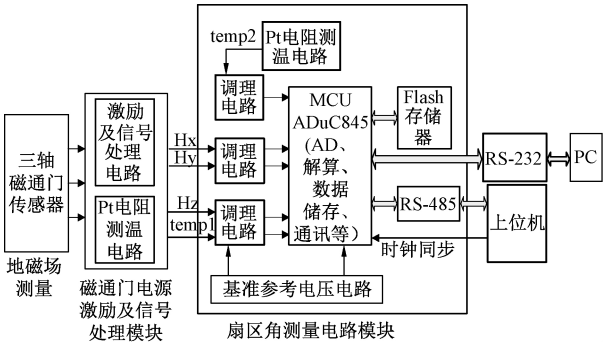 三轴
磁通门
传感器
地磁场
测量
激励
及信号
处理
电路
Pt电阻
测温
电路
磁通门电源
激励及信号
处理模块
Hx
Hy
Hz
temp1
temp2
Pt电阻测
温电路
调理
电路
调理
电路
调理
电路
MCU
ADuC845
(AD、
解算、
数据
储存、
通讯等)
Flash
存储
器
RS-485
RS-232
PC
上位机
时钟同步
基准参考电压电路
扇区角测量电路模块